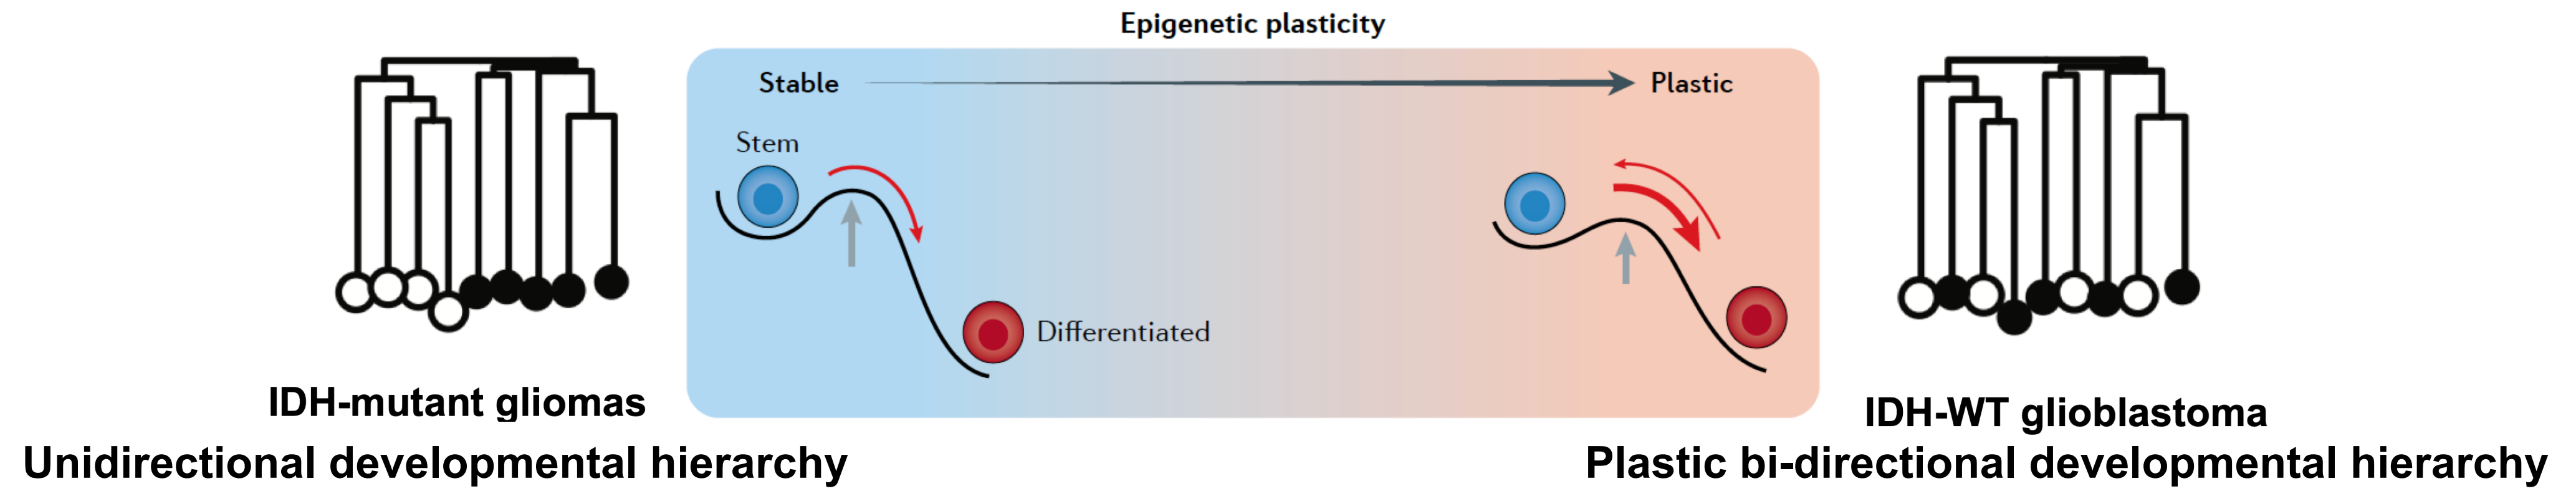 Epigenetic plasticity
Stable
Plastic
Stem
Differentiated
IDH-mutant gliomas
Unidirectional developmental hierarchy
IDH-WT glioblastoma
Plastic bi-directional developmental hierarchy